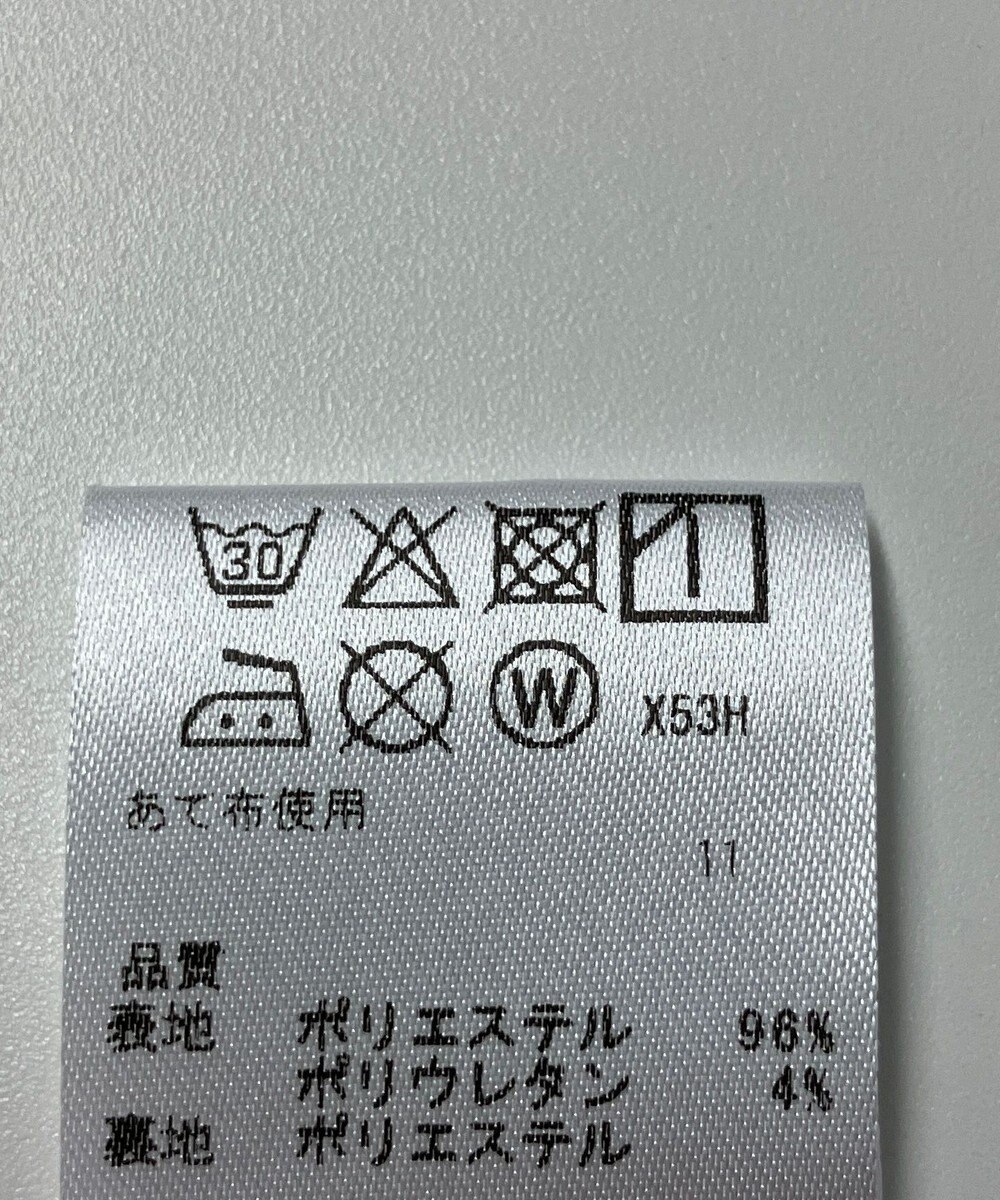 30
W X53H
あて布使用
11
品質
表地 ポリエステル 96%
ポリウレタン 4%
裏地 ポリエステル